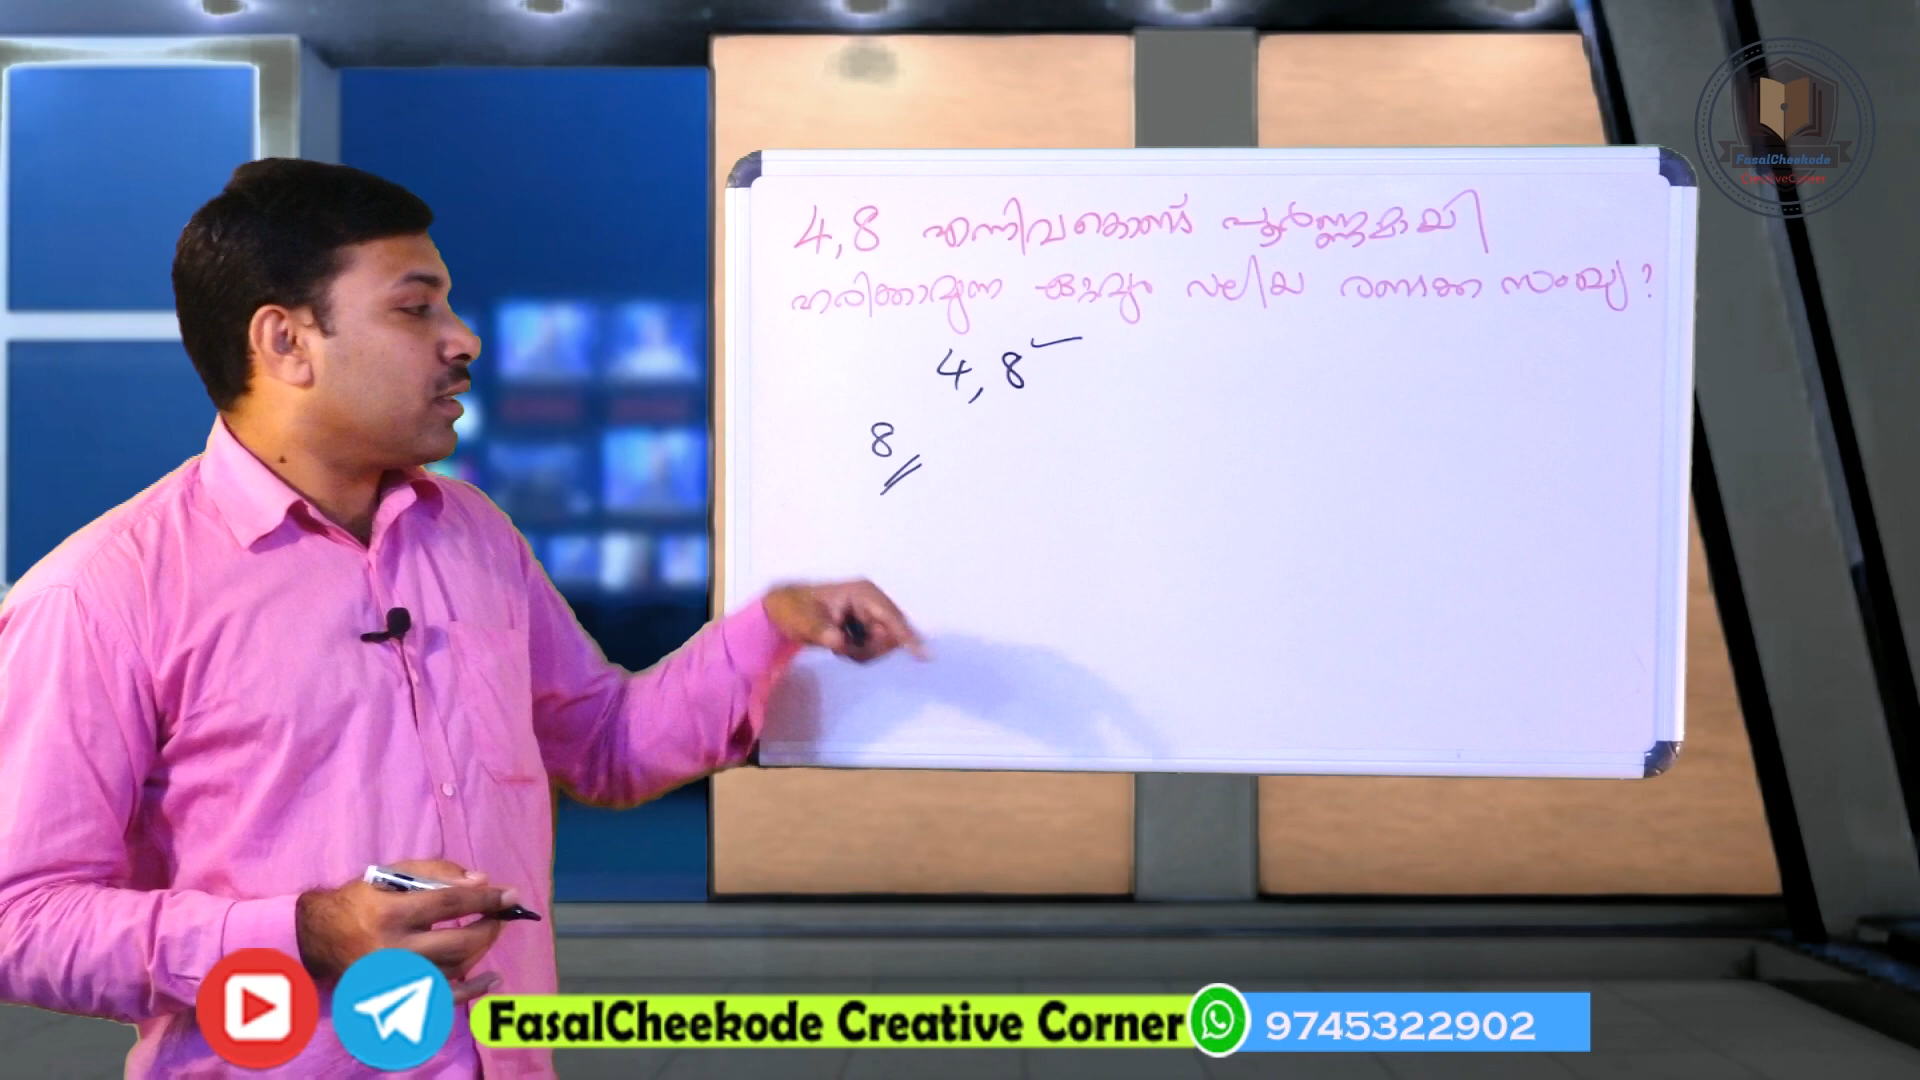 4,8 എന്നിവകൊണ്ട് പൂർണ്ണമായി
ഹരിക്കാവുന്ന ഏറ്റവും വലിയ രണ്ടക്ക സംഖ്യ?
4, 8
8
FasalCheekode
CreativeCorner
FasalCheekode Creative Corner
9745322902